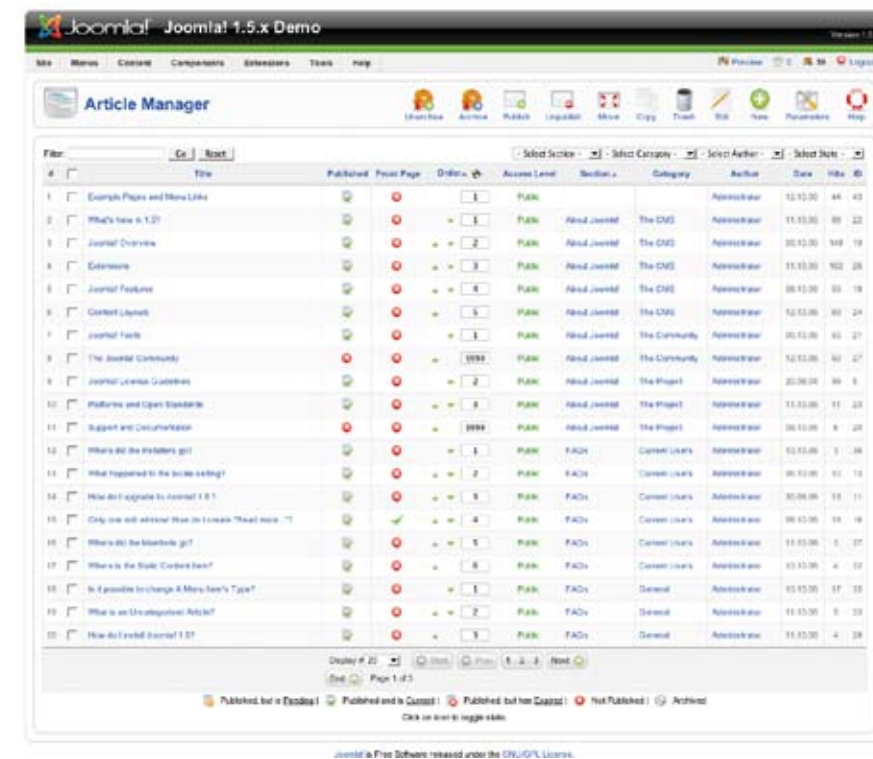 Joomla! Joomla! 1.5.x Demo
Version 1.5
Site Menus Content Components Extensions Tools Help Preview 0 Logout
Article Manager
Unarchive Archive Publish Unpublish Move Copy Trash Edit New Parameters Help
Filter: Go Reset - Select Section - - Select Category - - Select Author - - Select State -
# Title Published Front Page Order Access Level Section Category Author Date Hits ID
1 Example Pages and Menu Links 1 Public Administrator
2 What's New in 1.5? 1 Public About Joomla! The CMS Administrator
3 Joomla! Overview 2 Public About Joomla! The CMS Administrator
4 Extensions 3 Public About Joomla! The CMS Administrator
5 Joomla! Features 4 Public About Joomla! The CMS Administrator
6 Content Layouts 5 Public About Joomla! The CMS Administrator
7 Joomla! Facts 1 Public About Joomla! The Community Administrator
8 The Joomla! Community Public About Joomla! The Community Administrator
9 Joomla! License Guidelines 2 Public About Joomla! The Project Administrator
10 Platforms and Open Standards 3 Public About Joomla! The Project Administrator
11 Support and Documentation Public About Joomla! The Project Administrator
12 Where did the Installers go? 1 Public FAQs Current Users Administrator
13 What happened to the locale setting? 2 Public FAQs Current Users Administrator
14 How do I upgrade to Joomla! 1.5 ? 3 Public FAQs Current Users Administrator
15 Only one edit window! How do I create "Read more..."? 4 Public FAQs Current Users Administrator
16 Where did the Mambots go? 5 Public FAQs Current Users Administrator
17 Where is the Static Content Item? 6 Public FAQs Current Users Administrator
18 Is it possible to change A Menu Item's Type? 1 Public FAQs General Administrator
19 What is an Uncategorised Article? 2 Public FAQs General Administrator
20 How do I install Joomla! 1.5? 3 Public FAQs General Administrator
Display # 20 Start Prev 1 2 3 Next
End Page 1 of 3
Published, but is Pending | Published and is Current | Published, but has Expired | Not Published | Archived
Click on icon to toggle state.
Joomla! is Free Software released under the GNU/GPL License.